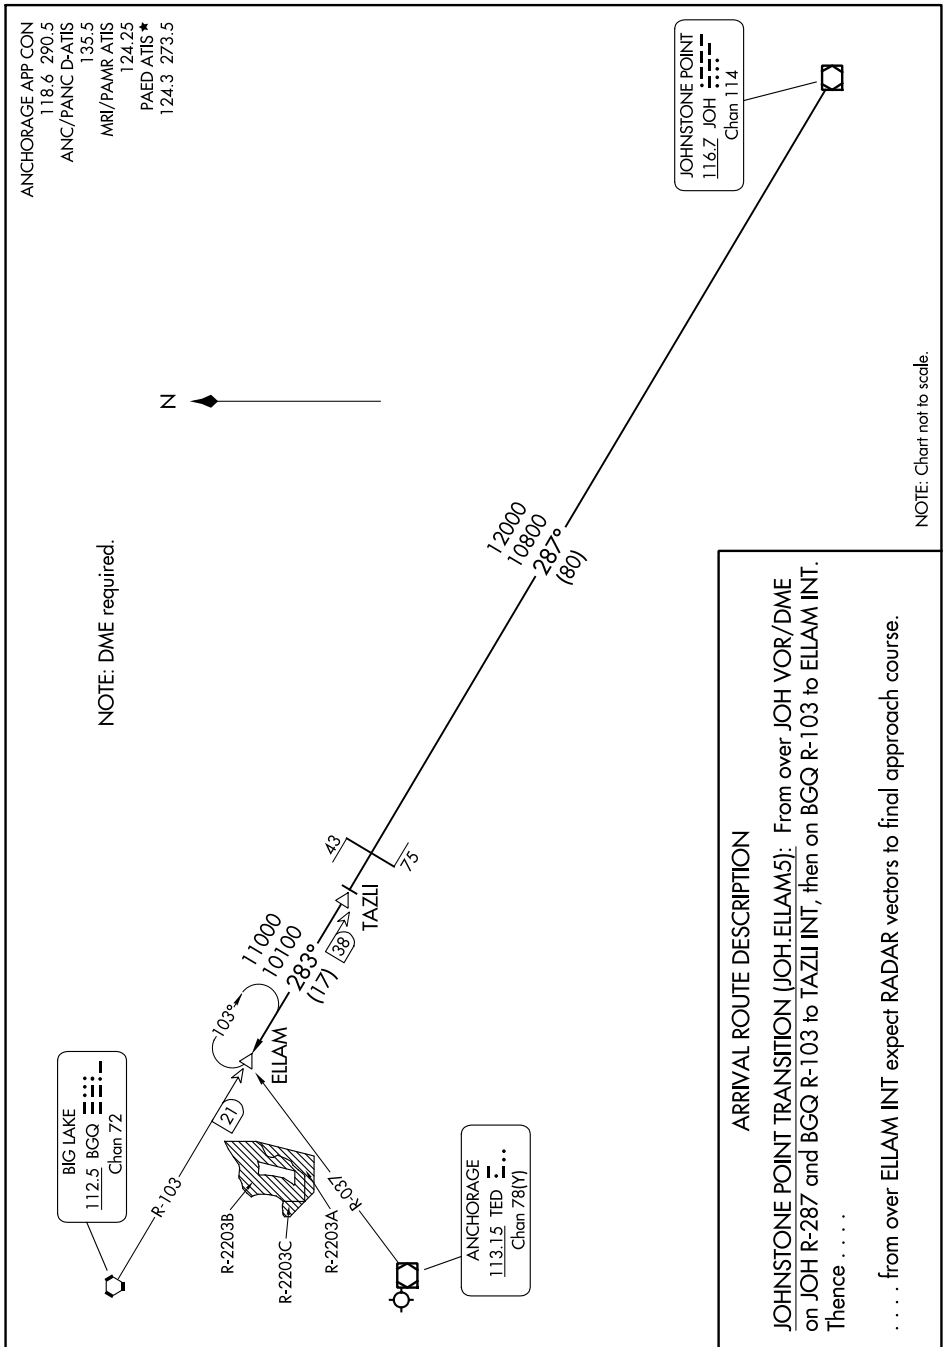 ANCHORAGE APP CON
118.6 290.5
ANC/PANC D-ATIS
135.5
MRI/PAMR ATIS
124.25
PAED ATIS ★
124.3 273.5
NOTE: DME required.
N
JOHNSTONE POINT
116.7 JOH
Chan 114
BIG LAKE
112.5 BGQ
Chan 72
R-103
21
103°
ELLAM
11000
10100
283°
(17)
38
TAZLI
43
75
12000
10800
287°
(80)
R-2203B
R-2203C
R-2203A
R-037
ANCHORAGE
113.15 TED
Chan 78(Y)
NOTE: Chart not to scale.
ARRIVAL ROUTE DESCRIPTION
JOHNSTONE POINT TRANSITION (JOH.ELLAM5): From over JOH VOR/DME
on JOH R-287 and BGQ R-103 to TAZLI INT, then on BGQ R-103 to ELLAM INT.
Thence . . . .
. . . . from over ELLAM INT expect RADAR vectors to final approach course.